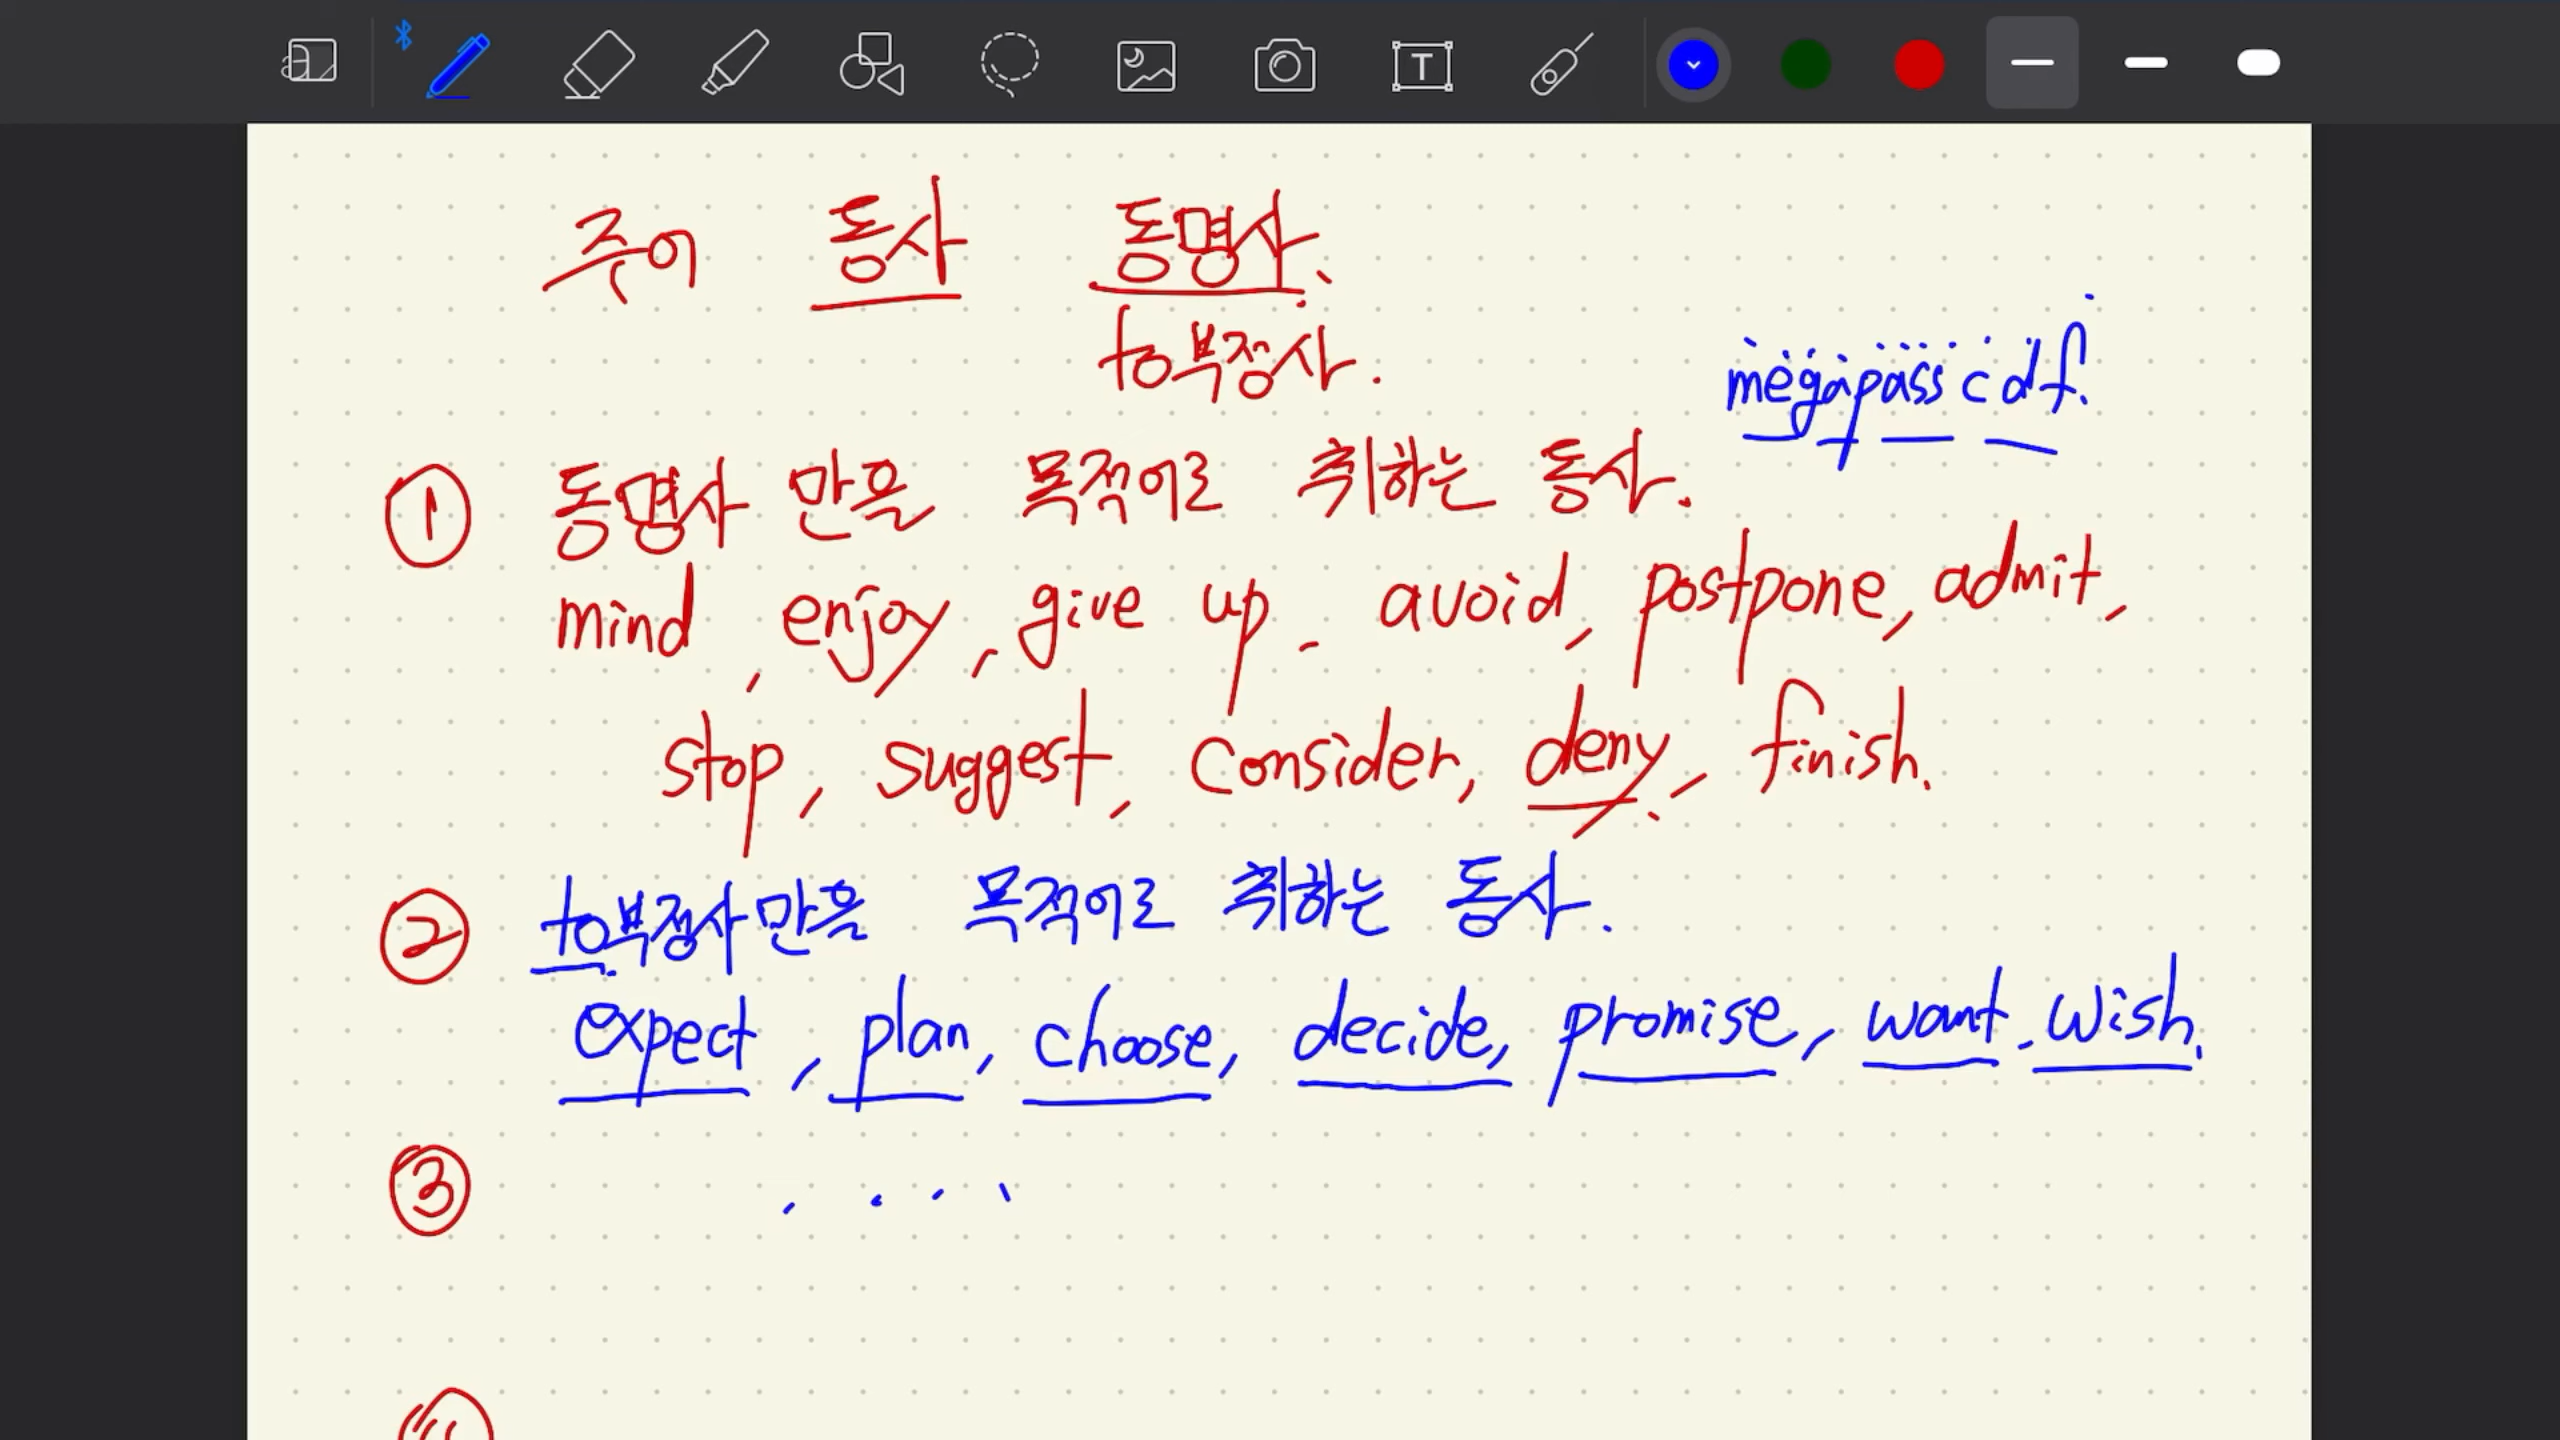 주어 동사 동명사.
to부정사.
megapass cdf.
① 동명사 만을 목적어로 취하는 동사.
mind, enjoy, give up, avoid, postpone, admit,
stop, suggest, consider, deny, finish.
② to부정사만을 목적어로 취하는 동사.
expect, plan, choose, decide, promise, want, wish.
③